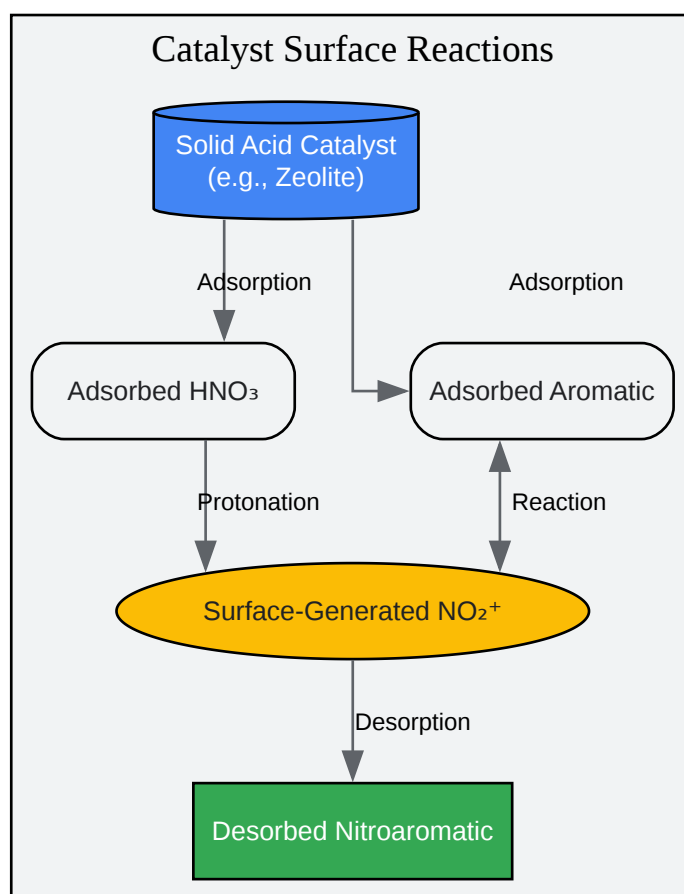 Catalyst Surface Reactions
Solid Acid Catalyst
(e.g., Zeolite)
Adsorption
Adsorption
Adsorbed HNO₃
Adsorbed Aromatic
Protonation
Reaction
Surface-Generated NO₂⁺
Desorption
Desorbed Nitroaromatic